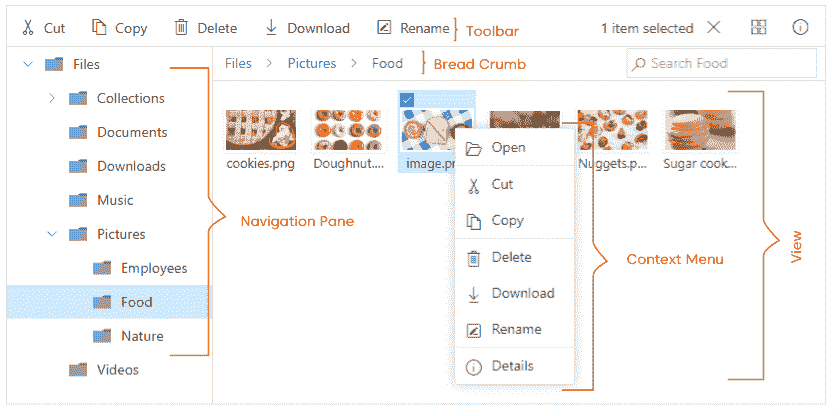 Cut Copy Delete Download Rename Toolbar 1 item selected
Files Files Pictures Food Bread Crumb Search Food
Collections
Documents
Downloads
Music
Pictures
Employees
Food
Nature
Videos
Navigation Pane
cookies.png Doughnut.... image.pn Nuggets.p... Sugar cook...
Open
Cut
Copy
Delete
Download
Rename
Details
Context Menu
View